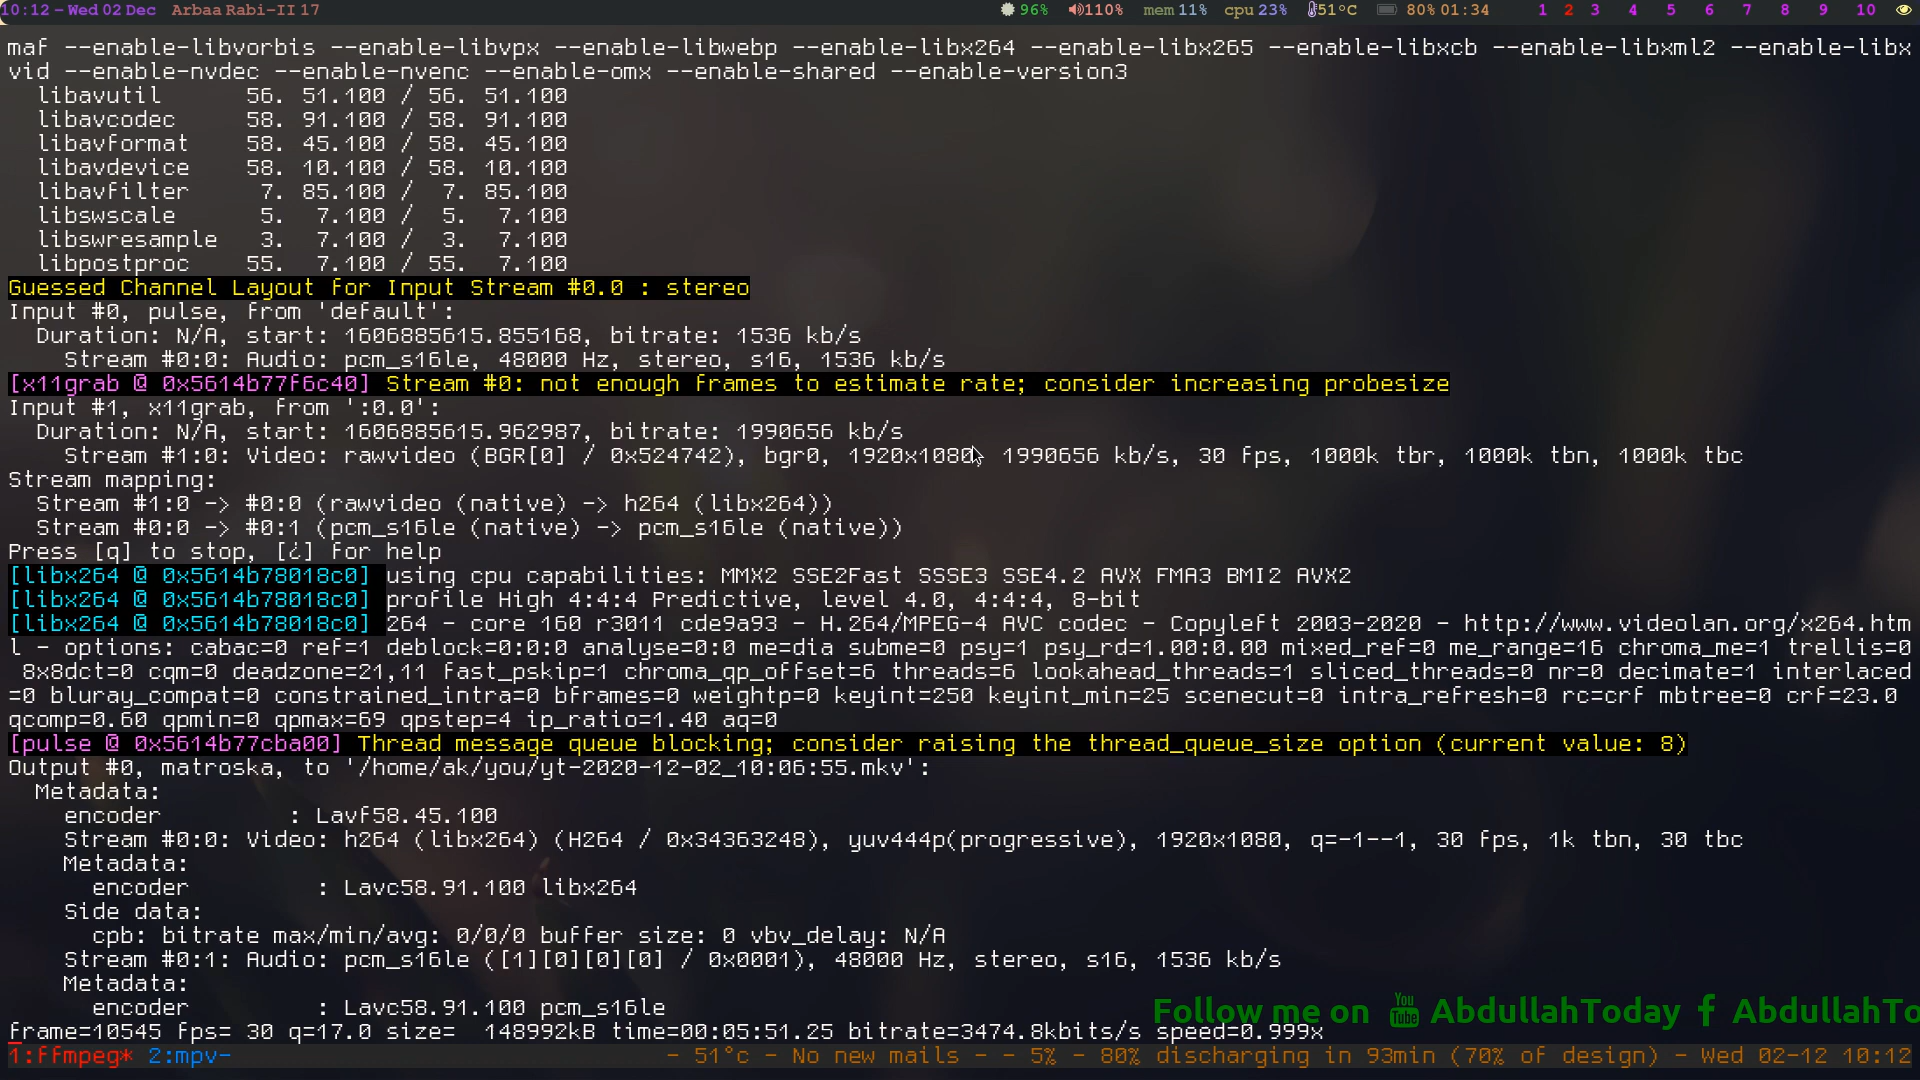 10:12 – Wed 02 Dec Arbaa Rabi-II 17 96% 110% mem 11% cpu 23% 51°C 80% 01:34 1 2 3 4 5 6 7 8 9 10
maf --enable-libvorbis --enable-libvpx --enable-libwebp --enable-libx264 --enable-libx265 --enable-libxcb --enable-libxml2 --enable-libx
vid --enable-nvdec --enable-nvenc --enable-omx --enable-shared --enable-version3
libavutil 56. 51.100 / 56. 51.100
libavcodec 58. 91.100 / 58. 91.100
libavformat 58. 45.100 / 58. 45.100
libavdevice 58. 10.100 / 58. 10.100
libavfilter 7. 85.100 / 7. 85.100
libswscale 5. 7.100 / 5. 7.100
libswresample 3. 7.100 / 3. 7.100
libpostproc 55. 7.100 / 55. 7.100
Guessed Channel Layout for Input Stream #0.0 : stereo
Input #0, pulse, from 'default':
Duration: N/A, start: 1606885615.855168, bitrate: 1536 kb/s
Stream #0:0: Audio: pcm_s16le, 48000 Hz, stereo, s16, 1536 kb/s
[x11grab @ 0x5614b77f6c40] Stream #0: not enough frames to estimate rate; consider increasing probesize
Input #1, x11grab, from ':0.0':
Duration: N/A, start: 1606885615.962987, bitrate: 1990656 kb/s
Stream #1:0: Video: rawvideo (BGR[0] / 0x524742), bgr0, 1920x1080, 1990656 kb/s, 30 fps, 1000k tbr, 1000k tbn, 1000k tbc
Stream mapping:
Stream #1:0 -> #0:0 (rawvideo (native) -> h264 (libx264))
Stream #0:0 -> #0:1 (pcm_s16le (native) -> pcm_s16le (native))
Press [q] to stop, [?] for help
[libx264 @ 0x5614b78018c0] using cpu capabilities: MMX2 SSE2Fast SSSE3 SSE4.2 AVX FMA3 BMI2 AVX2
[libx264 @ 0x5614b78018c0] profile High 4:4:4 Predictive, level 4.0, 4:4:4, 8-bit
[libx264 @ 0x5614b78018c0] 264 - core 160 r3011 cde9a93 - H.264/MPEG-4 AVC codec - Copyleft 2003-2020 - http://www.videolan.org/x264.htm
l - options: cabac=0 ref=1 deblock=0:0:0 analyse=0:0 me=dia subme=0 psy=1 psy_rd=1.00:0.00 mixed_ref=0 me_range=16 chroma_me=1 trellis=0
8x8dct=0 cqm=0 deadzone=21,11 fast_pskip=1 chroma_qp_offset=6 threads=6 lookahead_threads=1 sliced_threads=0 nr=0 decimate=1 interlaced
=0 bluray_compat=0 constrained_intra=0 bframes=0 weightp=0 keyint=250 keyint_min=25 scenecut=0 intra_refresh=0 rc=crf mbtree=0 crf=23.0
qcomp=0.60 qpmin=0 qpmax=69 qpstep=4 ip_ratio=1.40 aq=0
[pulse @ 0x5614b77cba00] Thread message queue blocking; consider raising the thread_queue_size option (current value: 8)
Output #0, matroska, to '/home/ak/you/yt-2020-12-02_10:06:55.mkv':
Metadata:
encoder : Lavf58.45.100
Stream #0:0: Video: h264 (libx264) (H264 / 0x34363248), yuv444p(progressive), 1920x1080, q=-1--1, 30 fps, 1k tbn, 30 tbc
Metadata:
encoder : Lavc58.91.100 libx264
Side data:
cpb: bitrate max/min/avg: 0/0/0 buffer size: 0 vbv_delay: N/A
Stream #0:1: Audio: pcm_s16le ([1][0][0][0] / 0x0001), 48000 Hz, stereo, s16, 1536 kb/s
Metadata:
encoder : Lavc58.91.100 pcm_s16le
Follow me on You Tube AbdullahToday f AbdullahTo
frame=10545 fps= 30 q=17.0 size= 148992kB time=00:05:51.25 bitrate=3474.8kbits/s speed=0.999x
1:ffmpeg* 2:mpv- - 51°c - No new mails - - 5% - 80% discharging in 93min (70% of design) - Wed 02-12 10:12